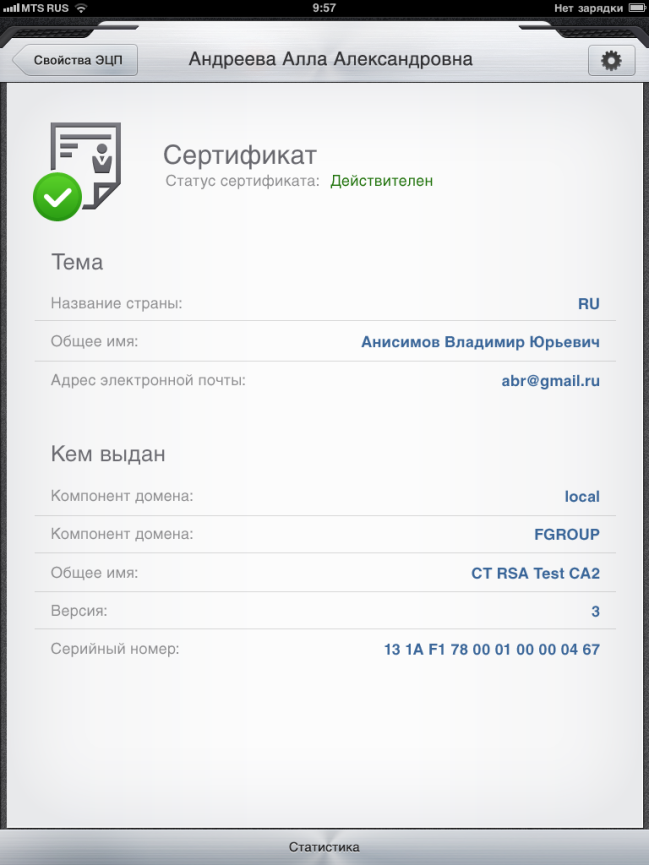 MTS RUS 9:57 Нет зарядки
Свойства ЭЦП Андреева Алла Александровна
Сертификат
Статус сертификата: Действителен
Тема
Название страны: RU
Общее имя: Анисимов Владимир Юрьевич
Адрес электронной почты: abr@gmail.ru
Кем выдан
Компонент домена: local
Компонент домена: FGROUP
Общее имя: CT RSA Test CA2
Версия: 3
Серийный номер: 13 1A F1 78 00 01 00 00 04 67
Статистика